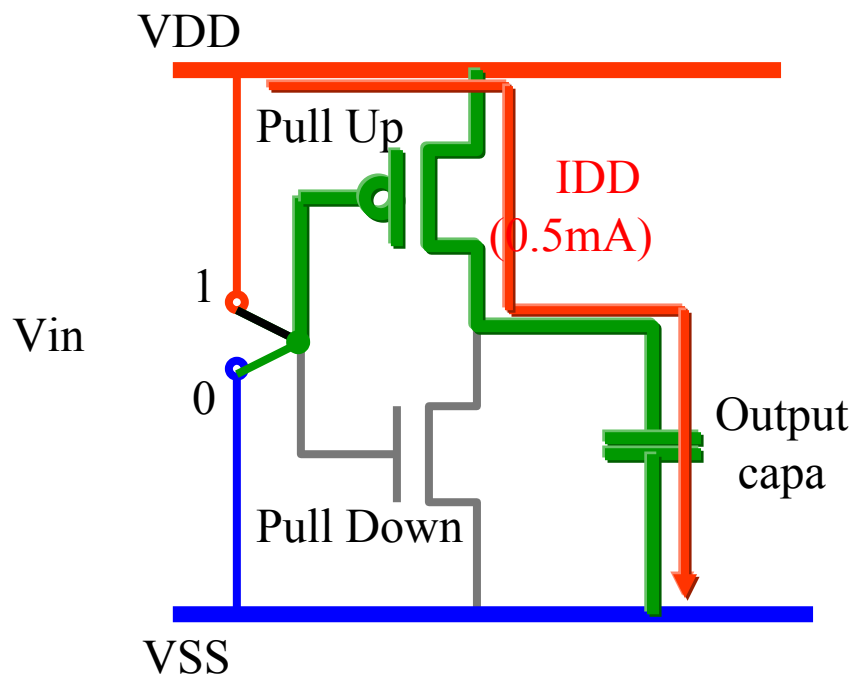 VDD
Pull Up
IDD
(0.5mA)
1
Vin
0
Output
capa
Pull Down
VSS